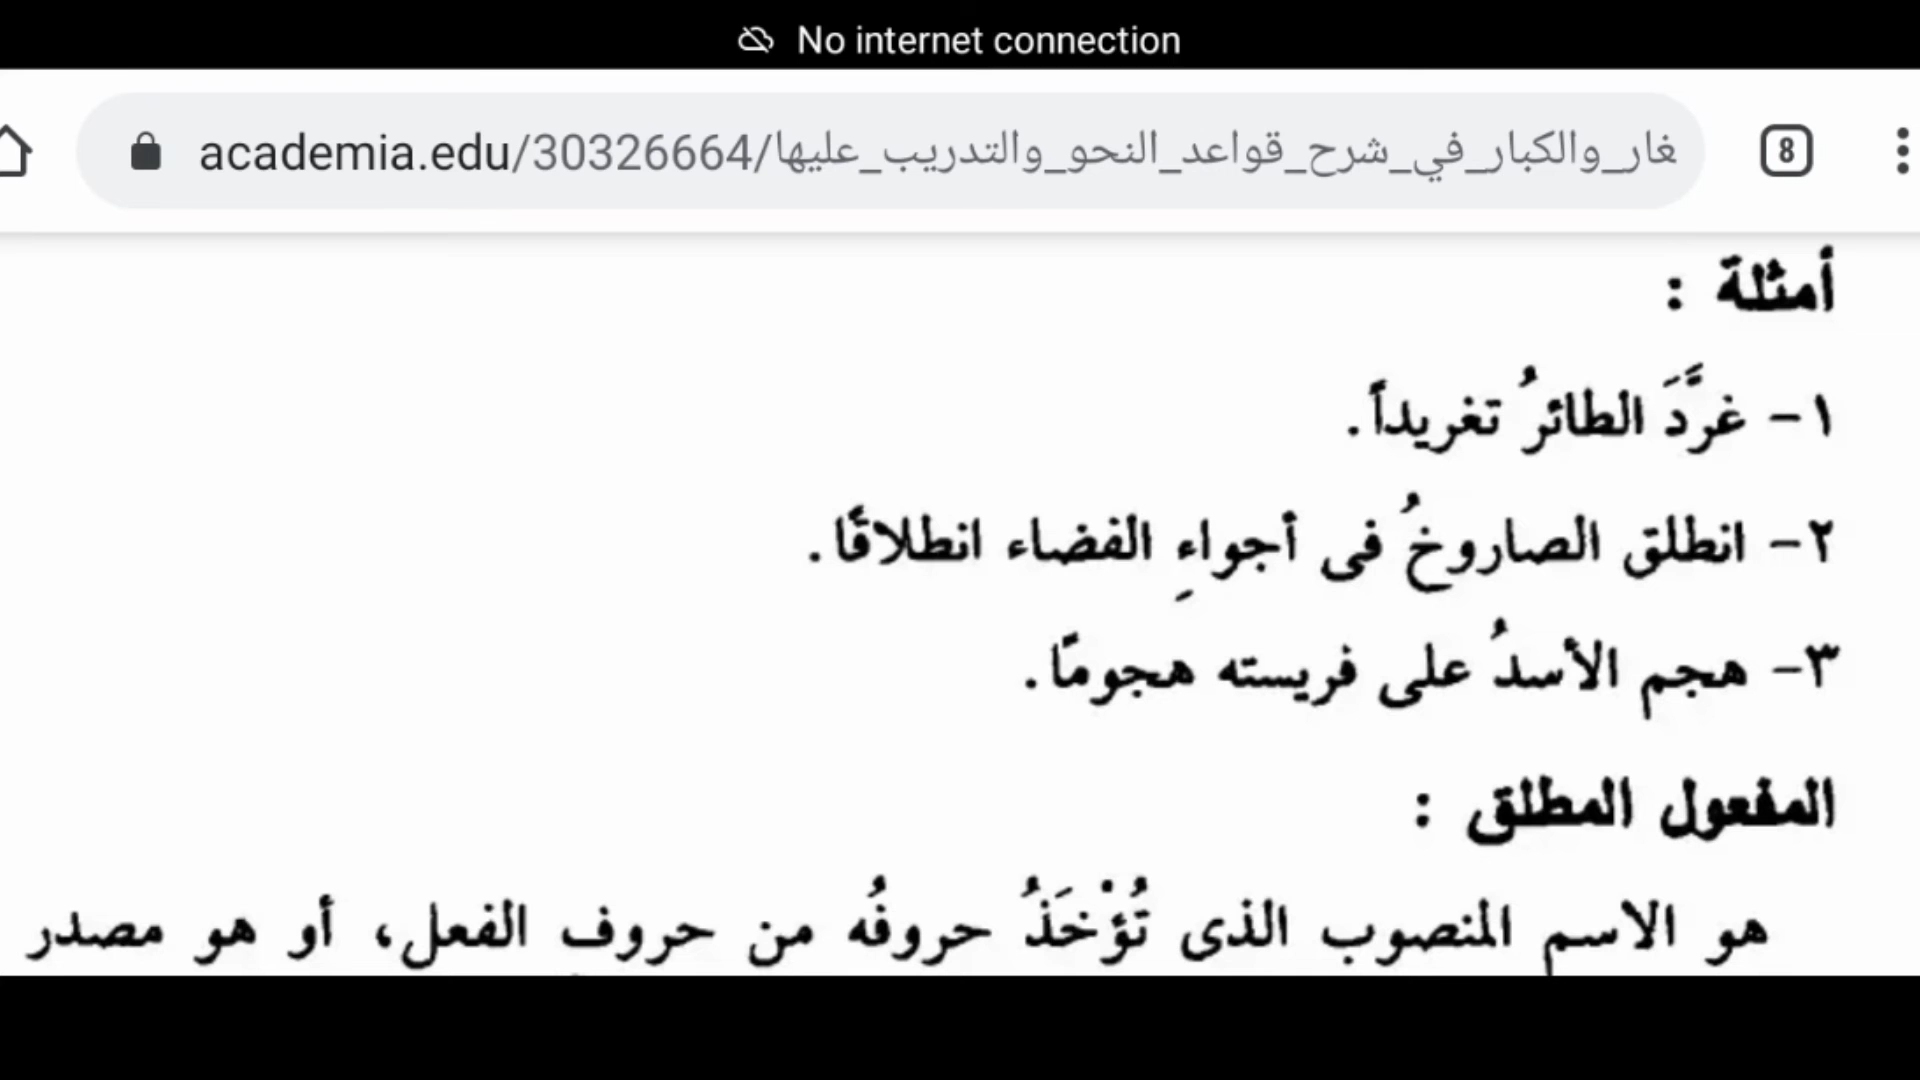 No internet connection
academia.edu/30326664/غار_والكبار_في_شرح_قواعد_النحو_والتدريب_عليها
8
أمثلة :
١- غرَّدَ الطائرُ تغريداً.
٢- انطلق الصاروخُ فى أجواءِ الفضاء انطلاقًا.
٣- هجم الأسدُ على فريسته هجومًا.
المفعول المطلق :
هو الاسم المنصوب الذى تُؤْخَذُ حروفُه من حروف الفعل، أو هو مصدر